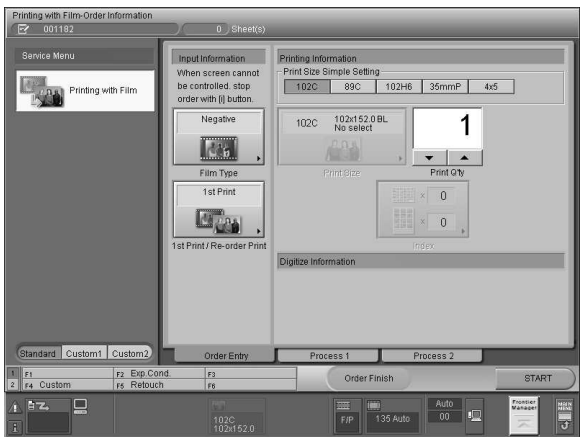 Printing with Film-Order Information
001182
0 Sheet(s)
Service Menu
Printing with Film
Standard
Custom1
Custom2
Input Information
When screen cannot
be controlled. stop
order with [i] button.
Negative
Film Type
1st Print
1st Print / Re-order Print
Printing Information
Print Size Simple Setting
102C
89C
102H6
35mmP
4x5
102C
102x152.0 BL
No select
Print Size
1
Print Q'ty
x 0
x 0
Index
Digitize Information
Order Entry
Process 1
Process 2
1 F1
F2 Exp.Cond.
F3
2 F4 Custom
F5 Retouch
F6
Order Finish
START
102C
102x152.0
F/P
135 Auto
Auto
00
Frontier
Manager
MAIN
MENU